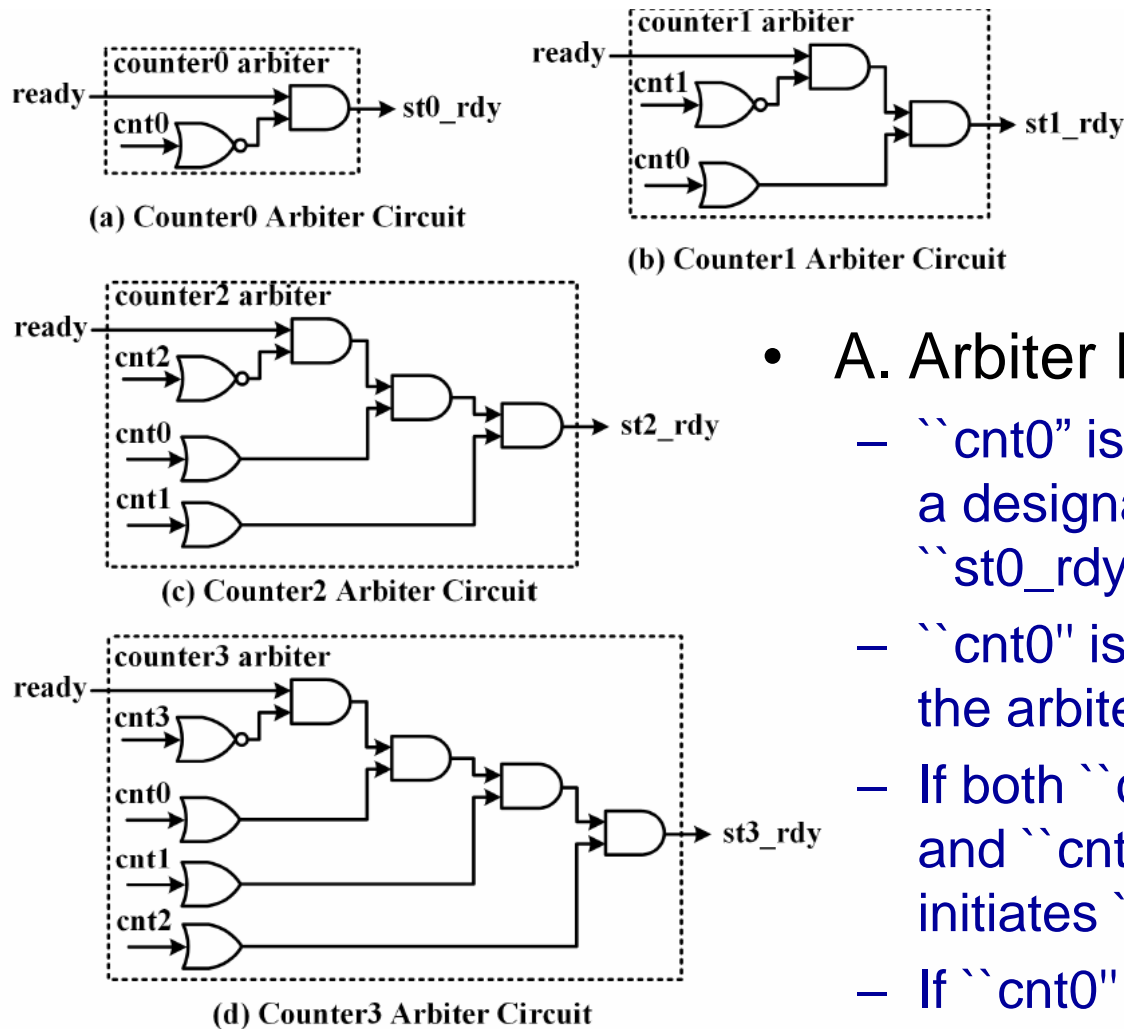 counter0 arbiter
ready
cnt0
st0_rdy
(a) Counter0 Arbiter Circuit
counter1 arbiter
ready
cnt1
cnt0
st1_rdy
(b) Counter1 Arbiter Circuit
counter2 arbiter
ready
cnt2
cnt0
cnt1
st2_rdy
(c) Counter2 Arbiter Circuit
counter3 arbiter
ready
cnt3
cnt0
cnt1
cnt2
st3_rdy
(d) Counter3 Arbiter Circuit
• A. Arbiter
– ``cnt0” is
a
``st0_rdy
– ``cnt0'' is
the
– If both
and ``cnt
initiates
– If ``cnt0''